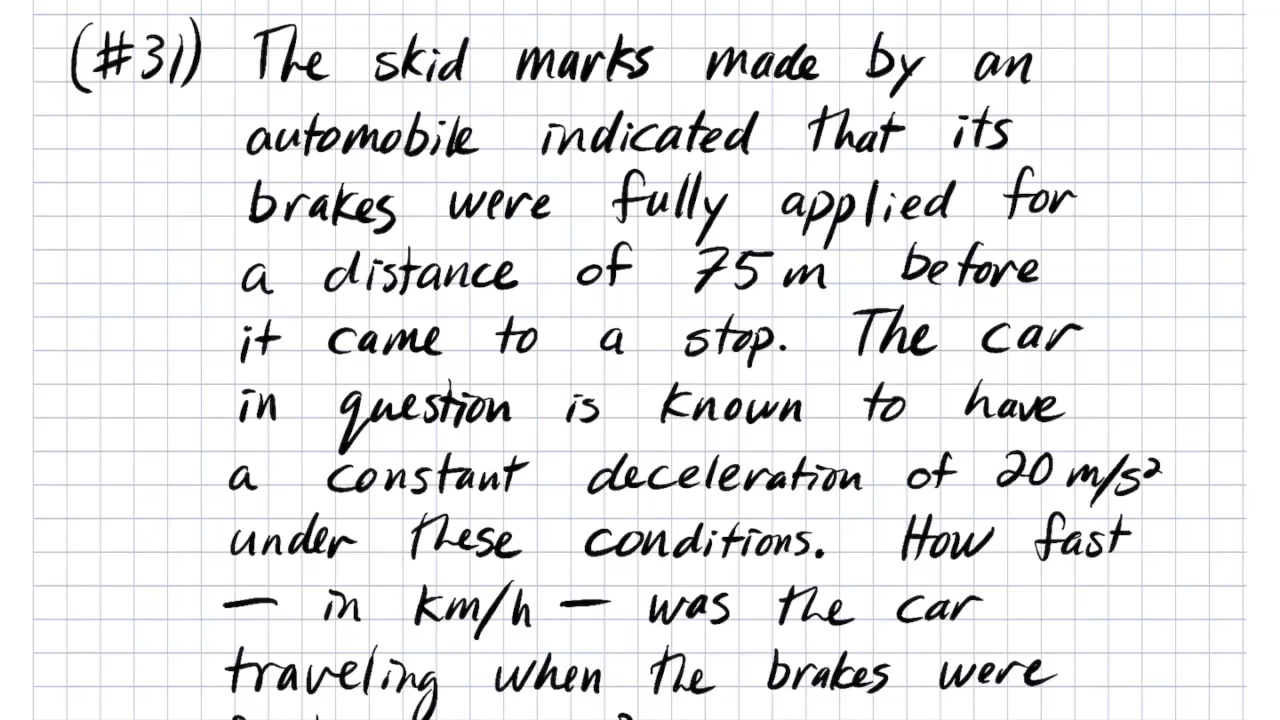 (#31) The skid marks made by an
automobile indicated that its
brakes were fully applied for
a distance of 75 m before
it came to a stop. The car
in question is known to have
a constant deceleration of 20 m/s²
under these conditions. How fast
— in km/h — was the car
traveling when the brakes were